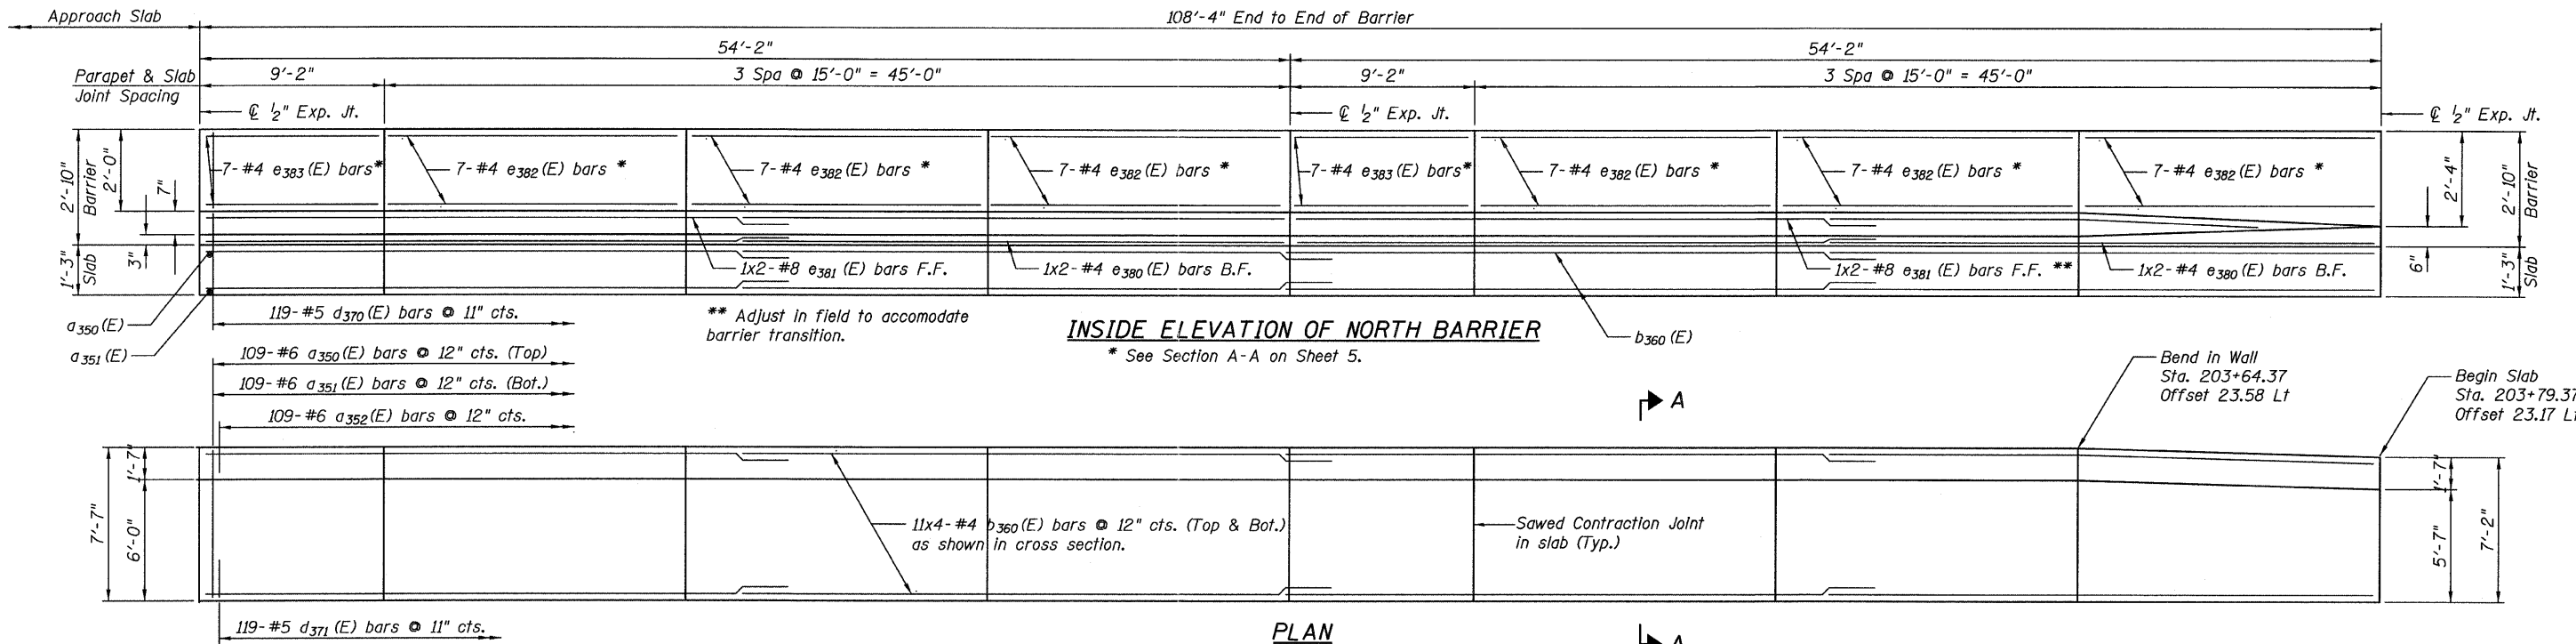 Approach Slab
108'-4" End to End of Barrier
54'-2"
54'-2"
Parapet & Slab
Joint Spacing
9'-2"
3 Spa @ 15'-0" = 45'-0"
9'-2"
3 Spa @ 15'-0" = 45'-0"
℄ ½" Exp. Jt.
℄ ½" Exp. Jt.
℄ ½" Exp. Jt.
2'-10"
Barrier
2'-0"
7"
3"
1'-3"
Slab
7-#4 e383(E) bars*
7-#4 e382(E) bars *
7-#4 e382(E) bars *
7-#4 e382(E) bars *
7-#4 e383(E) bars*
7-#4 e382(E) bars *
7-#4 e382(E) bars *
7-#4 e382(E) bars *
2'-4"
2'-10"
Barrier
6"
1'-3"
Slab
1x2-#8 e381 (E) bars F.F.
1x2-#4 e380(E) bars B.F.
1x2-#8 e381 (E) bars F.F. **
1x2-#4 e380(E) bars B.F.
a350(E)
a351(E)
119-#5 d370(E) bars @ 11" cts.
** Adjust in field to accomodate
barrier transition.
INSIDE ELEVATION OF NORTH BARRIER
* See Section A-A on Sheet 5.
b360(E)
109-#6 a350(E) bars @ 12" cts. (Top)
109-#6 a351(E) bars @ 12" cts. (Bot.)
109-#6 a352(E) bars @ 12" cts.
A
Bend in Wall
Sta. 203+64.37
Offset 23.58 Lt
Begin Slab
Sta. 203+79.37
Offset 23.17 Lt
7'-7"
1'-7"
6'-0"
11x4-#4 b360(E) bars @ 12" cts. (Top & Bot.)
as shown in cross section.
Sawed Contraction Joint
in slab (Typ.)
1'-7"
5'-7"
7'-2"
119-#5 d371(E) bars @ 11" cts.
PLAN
A